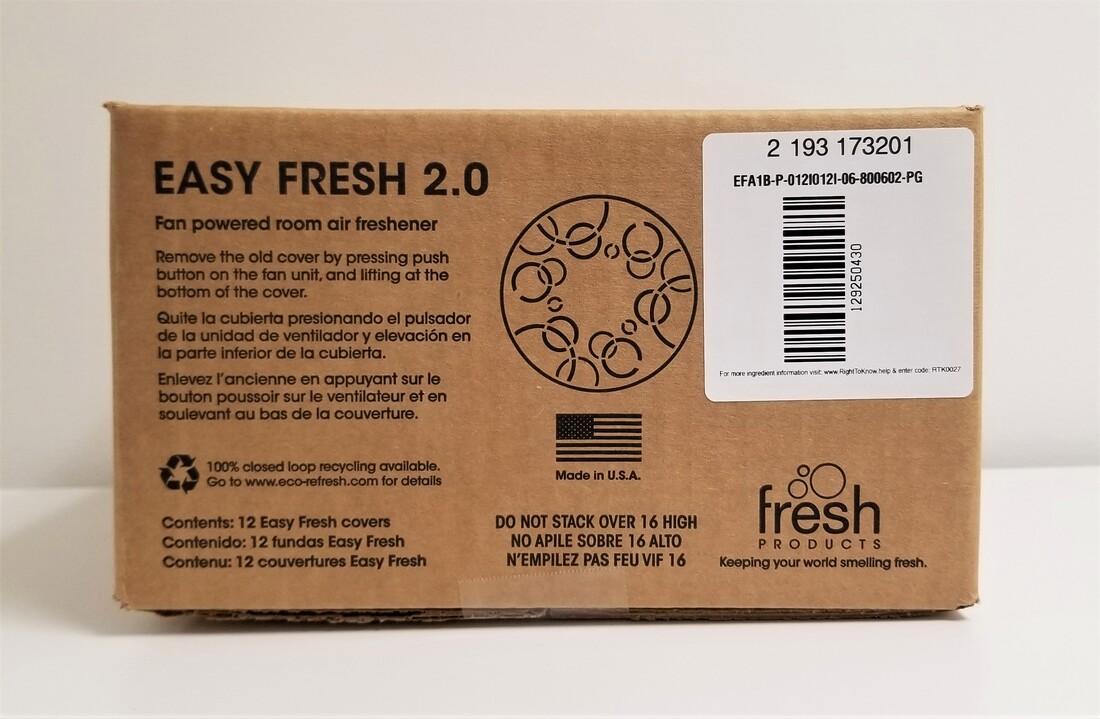 EASY FRESH 2.0
Fan powered room air freshener
Remove the old cover by pressing push
button on the fan unit, and lifting at the
bottom of the cover.
Quite la cubierta presionando el pulsador
de la unidad de ventilador y elevación en
la parte inferior de la cubierta.
Enlevez l'ancienne en appuyant sur le
bouton poussoir sur le ventilateur et en
soulevant au bas de la couverture.
100% closed loop recycling available.
Go to www.eco-refresh.com for details
Contents: 12 Easy Fresh covers
Contenido: 12 fundas Easy Fresh
Contenu: 12 couvertures Easy Fresh
Made in U.S.A.
DO NOT STACK OVER 16 HIGH
NO APILE SOBRE 16 ALTO
N'EMPILEZ PAS FEU VIF 16
2 193 173201
EFA1B-P-012I012I-06-800602-PG
129250430
For more ingredient information visit: www.RightToKnow.help & enter code: RTK0027
fresh
PRODUCTS
Keeping your world smelling fresh.